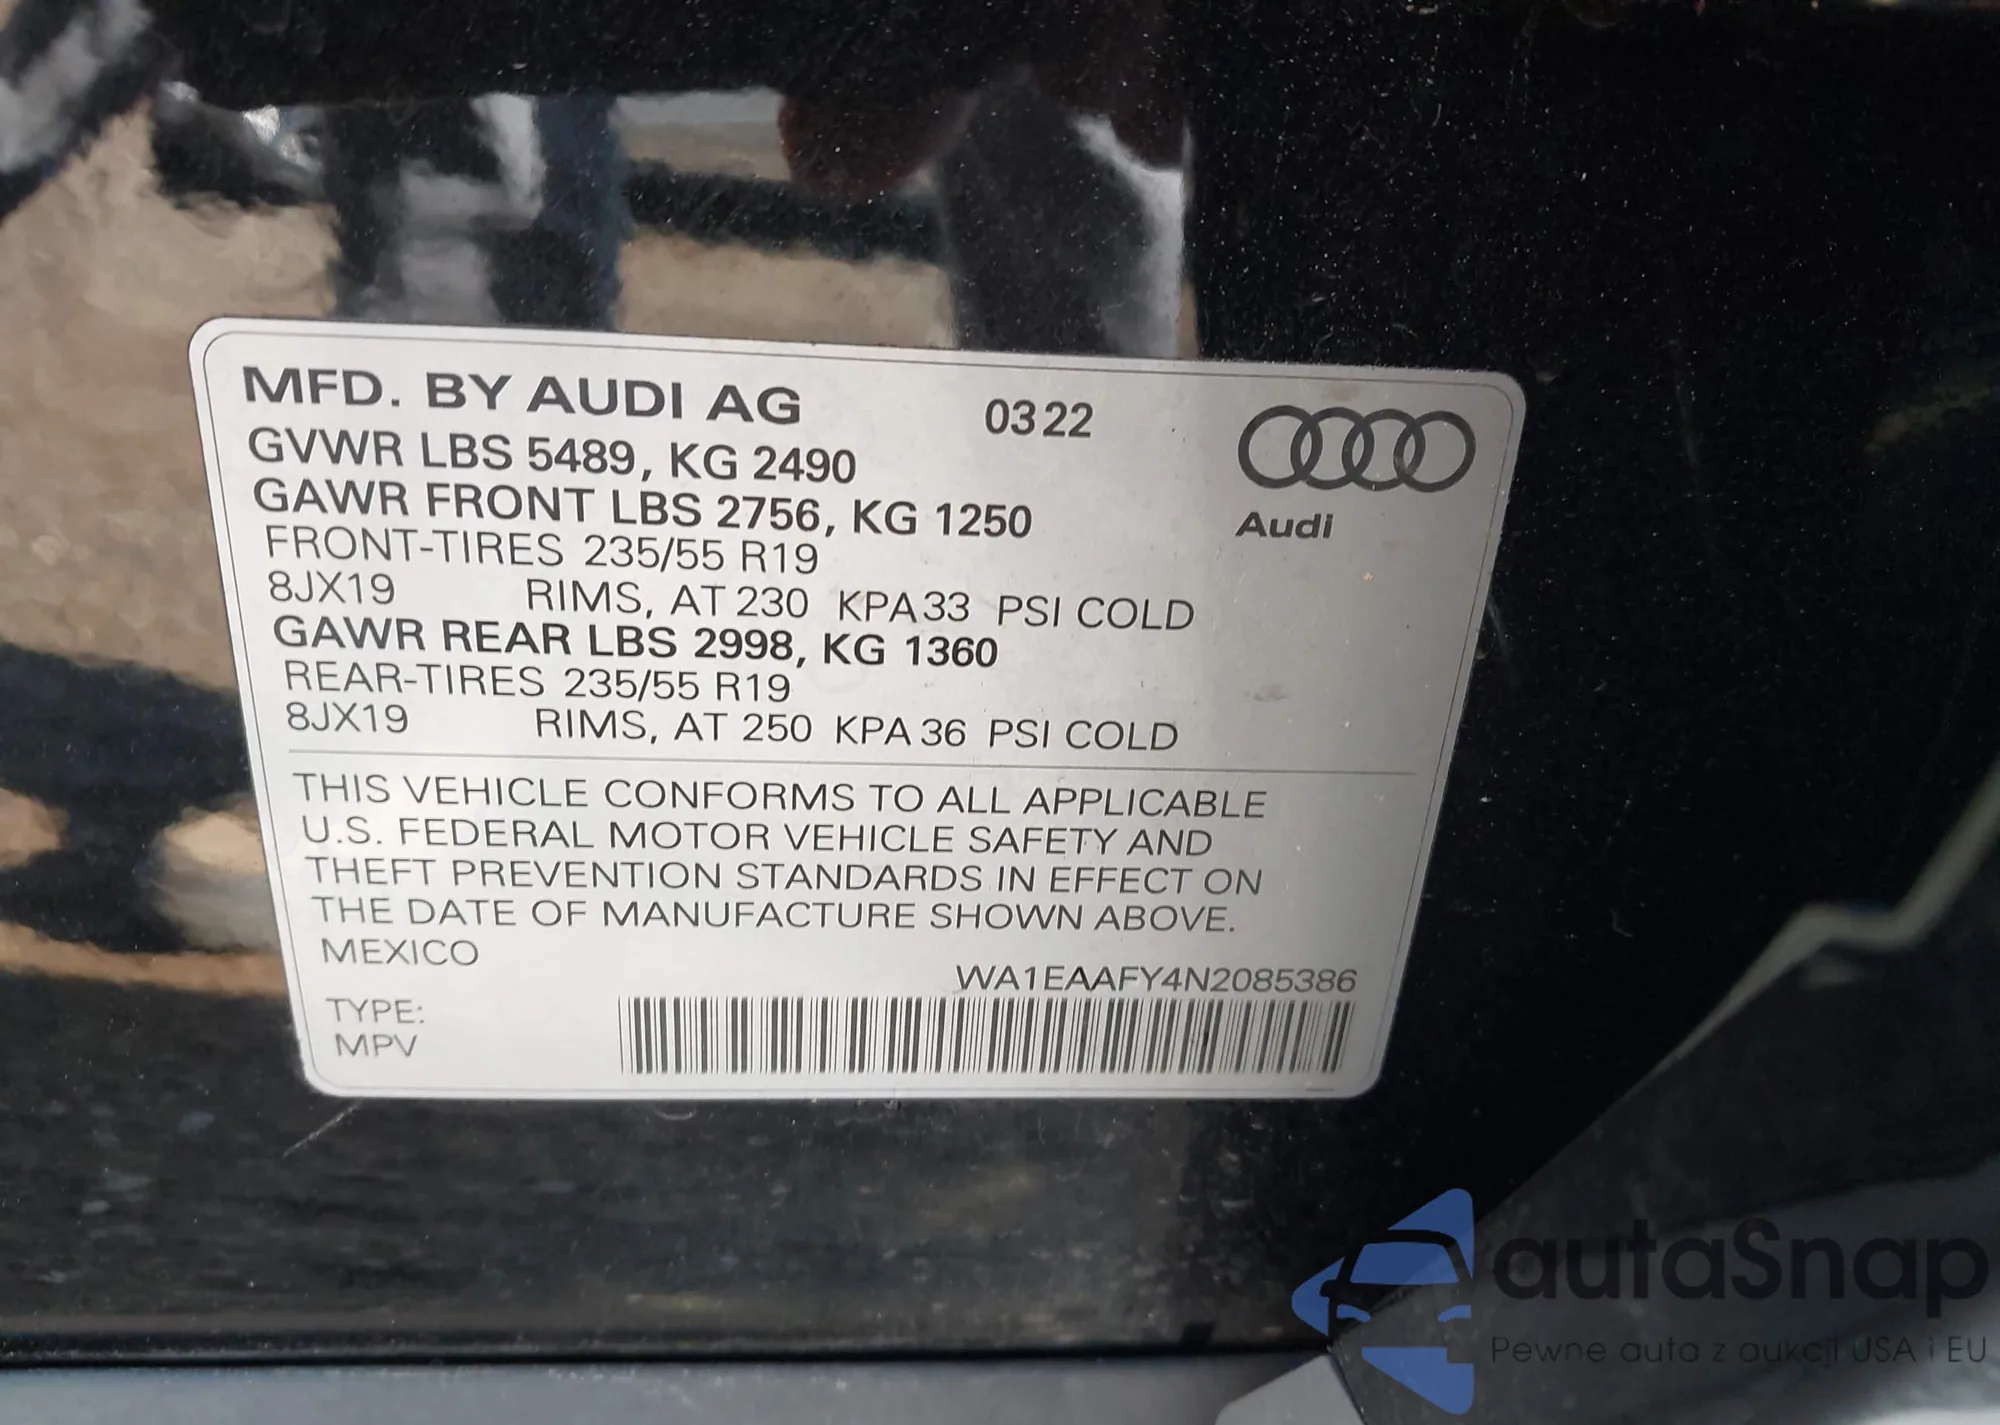 MFD. BY AUDI AG 0322
GVWR LBS 5489, KG 2490
GAWR FRONT LBS 2756, KG 1250
Audi
FRONT-TIRES 235/55 R19
8JX19 RIMS, AT 230 KPA 33 PSI COLD
GAWR REAR LBS 2998, KG 1360
REAR-TIRES 235/55 R19
8JX19 RIMS, AT 250 KPA 36 PSI COLD
THIS VEHICLE CONFORMS TO ALL APPLICABLE
U.S. FEDERAL MOTOR VEHICLE SAFETY AND
THEFT PREVENTION STANDARDS IN EFFECT ON
THE DATE OF MANUFACTURE SHOWN ABOVE.
MEXICO
WA1EAAFY4N2085386
TYPE:
MPV
autaSnap
Pewne auta z aukcji USA i EU